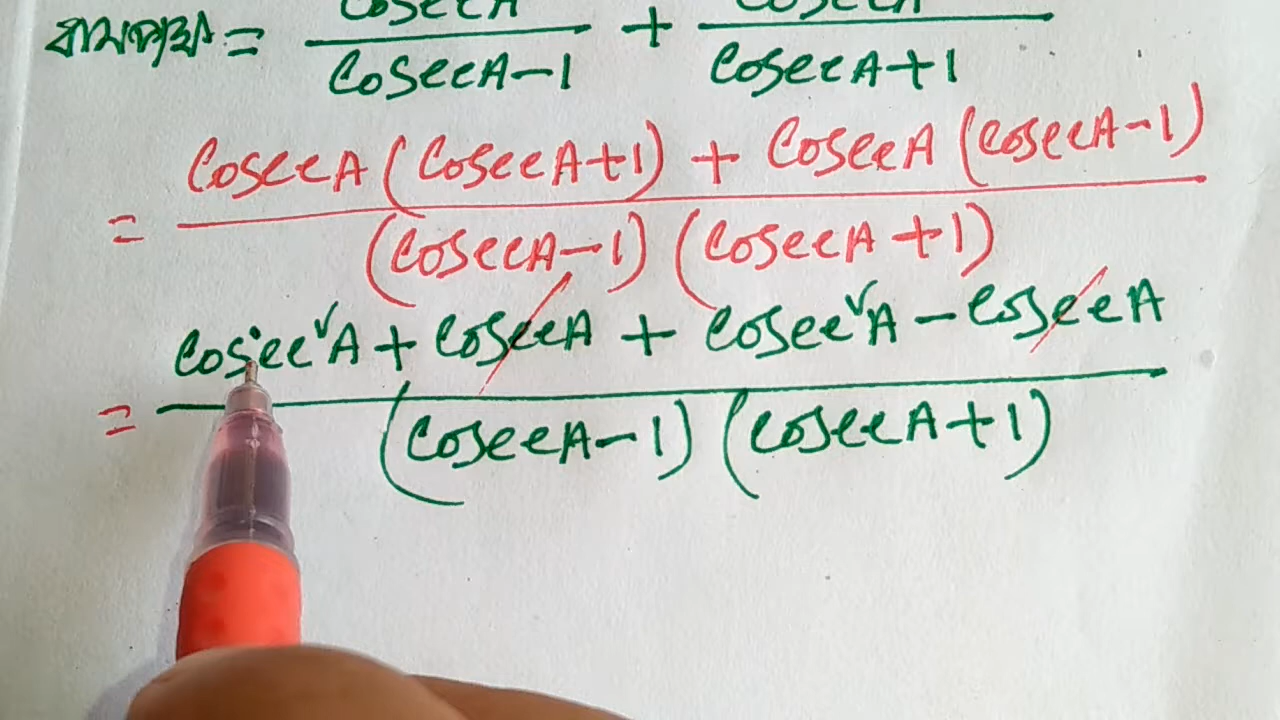 বামপক্ষ = CosecA / CosecA-1 + CosecA / CosecA+1
= CosecA (CosecA+1) + CosecA (CosecA-1) / (CosecA-1) (CosecA+1)
= Cosec²A + CosecA + Cosec²A - CosecA / (CosecA-1) (CosecA+1)